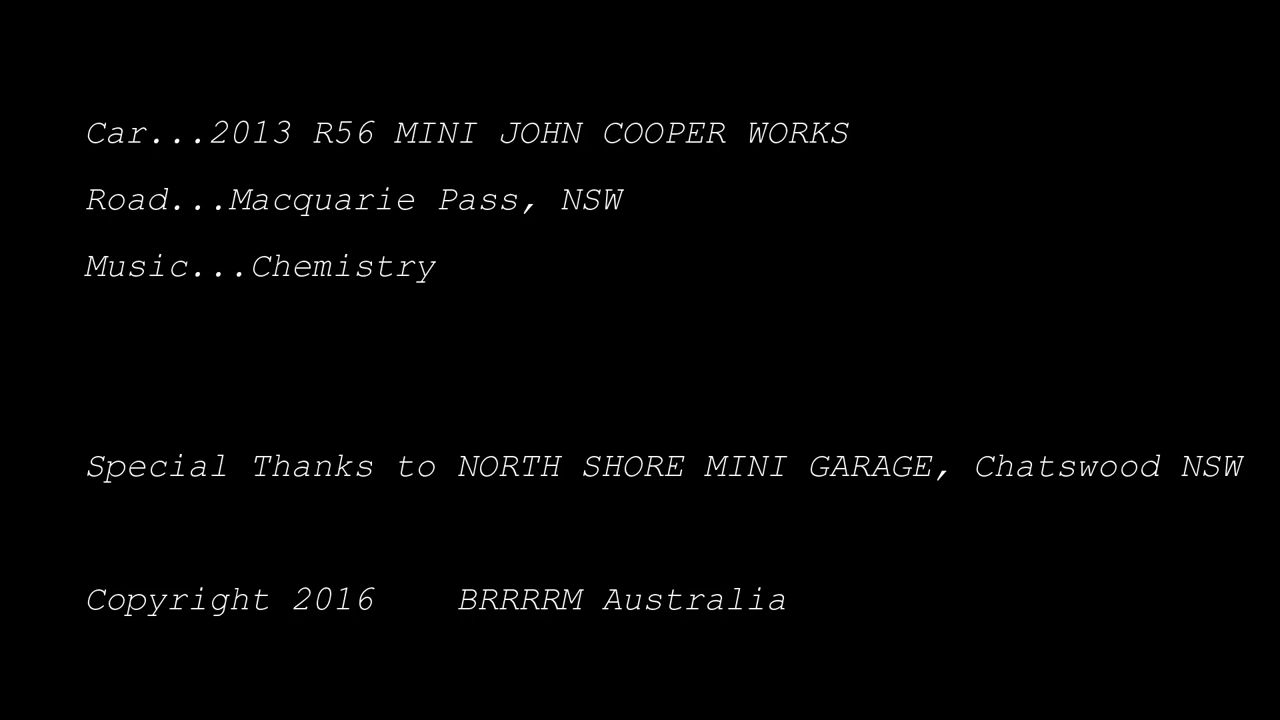 Car...2013 R56 MINI JOHN COOPER WORKS
Road...Macquarie Pass, NSW
Music...Chemistry
Special Thanks to NORTH SHORE MINI GARAGE, Chatswood NSW
Copyright 2016    BRRRRM Australia